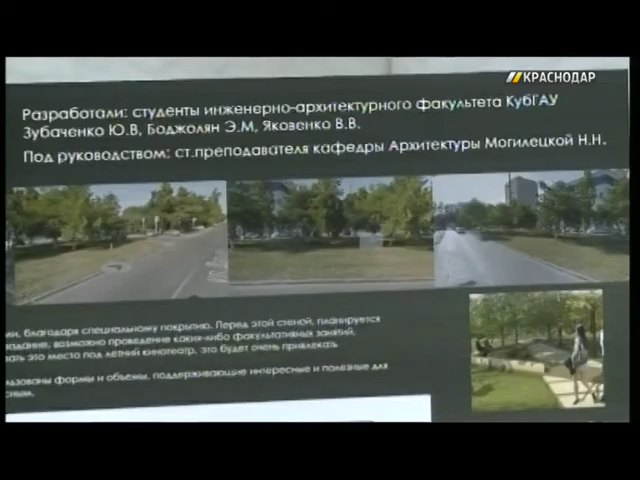 КРАСНОДАР
Разработали: студенты инженерно-архитектурного факультета КубГАУ
Зубаченко Ю.В, Боджолян Э.М, Яковенко В.В.
Под руководством: ст.преподавателя кафедры Архитектуры Могилецкой Н.Н.
благодаря специальному покрытию. Перед этой стеной, планируется
возможно проведение каких-либо факультативных занятий.
это место под летний кинотеатр, это будет очень привлекать
формы и объемы, поддерживающие интересные и полезные для